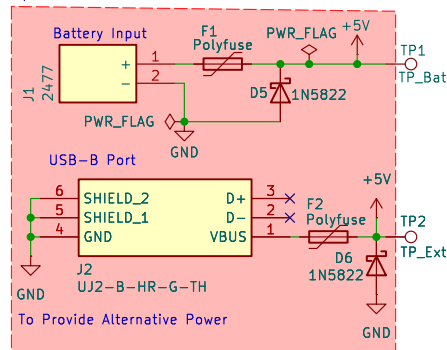 Battery Input
F1
Polyfuse
PWR_FLAG
+5V
TP1
TP_Bat
+ 1
- 2
J1
2477
D5
1N5822
PWR_FLAG
GND
USB-B Port
6 SHIELD_2 D+ 3
5 SHIELD_1 D- 2
4 GND VBUS 1
F2
Polyfuse
+5V
TP2
TP_Ext
J2
UJ2-B-HR-G-TH
D6
1N5822
GND
GND
To Provide Alternative Power